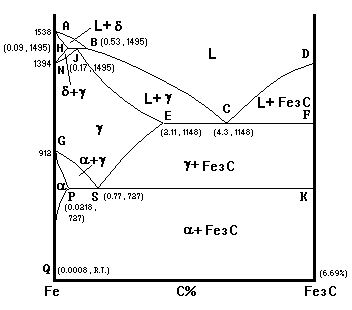 A
1538
L+ δ
(0.09 , 1495)
H
B (0.53 , 1495)
L
D
J
1394
N
(0.17 , 1495)
δ+γ
L+ γ
L+ Fe3C
E
C
F
(2.11, 1148)
(4.3 , 1148)
γ
G
912
α+γ
γ+ Fe3C
α
P
S
(0.77 , 727)
K
(0.0218 ,
727)
α+ Fe3C
Q
(0.0008 , R.T.)
(6.69%)
Fe
C%
Fe3C